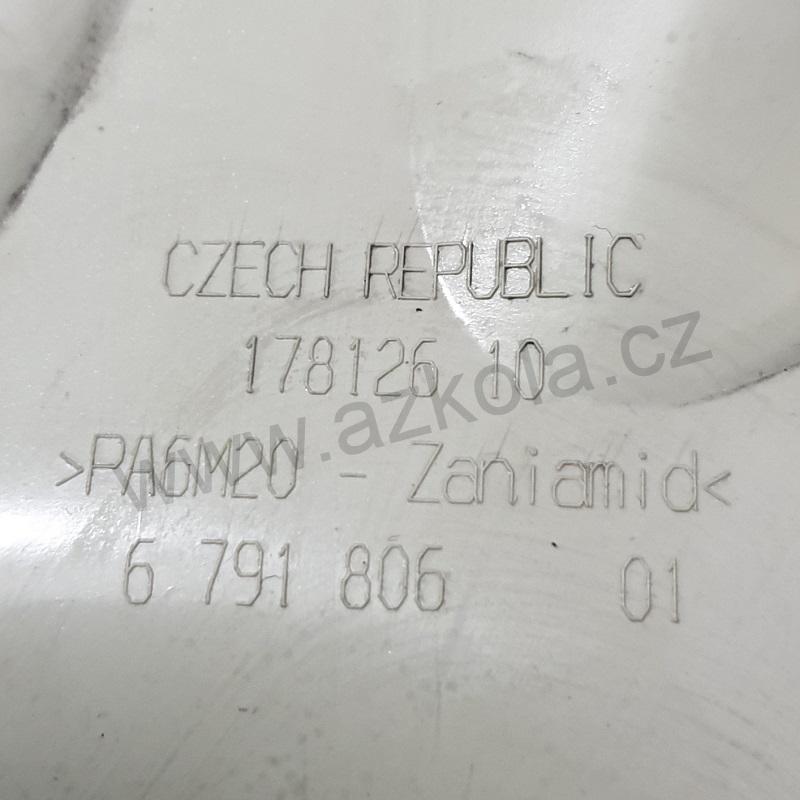 CZECH REPUBLIC
178126 10
>PA6M20 - Zaniamid<
6 791 806 01
www.azkola.cz